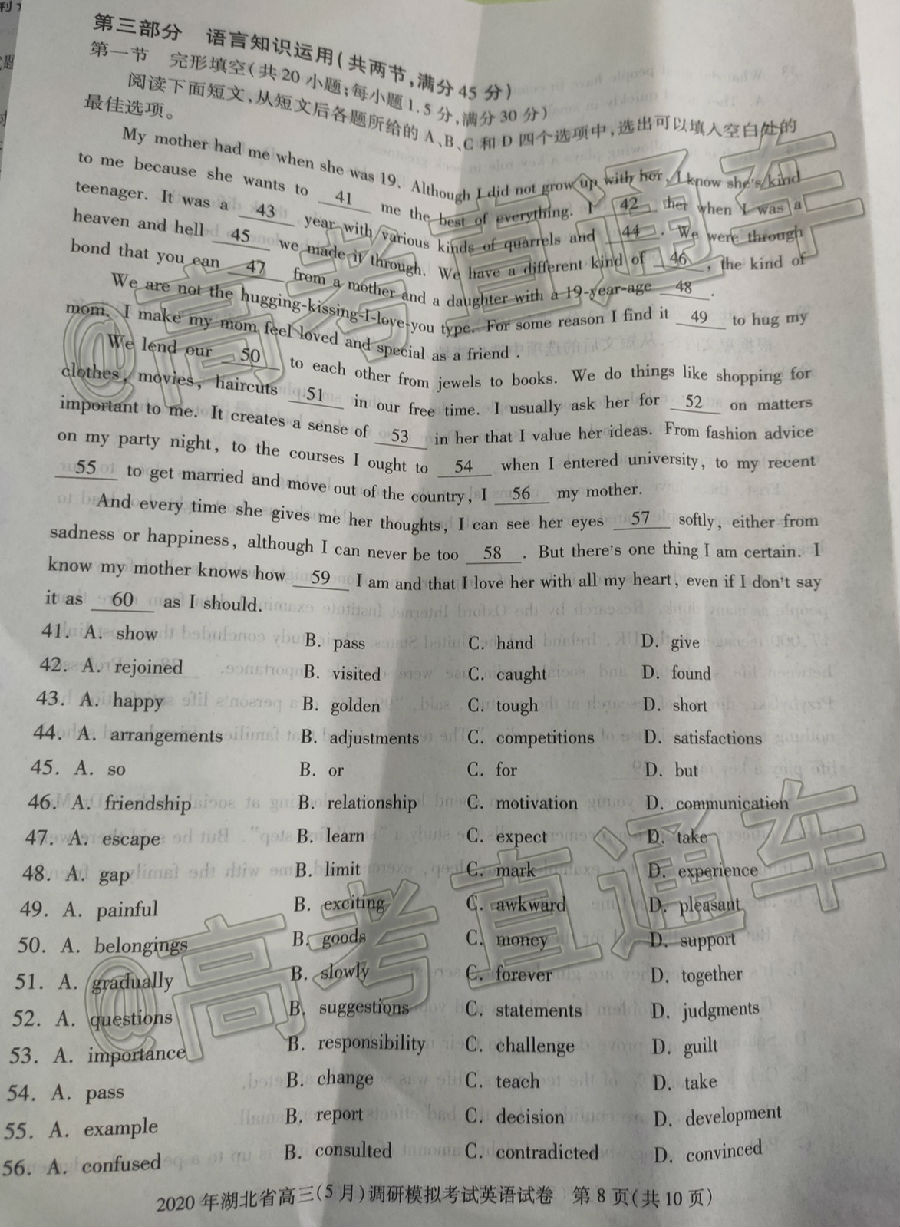 第三部分 语言知识运用(共两节,满分45分)
第一节 完形填空(共20小题;每小题1.5分,满分30分)
阅读下面短文,从短文后各题所给的A、B、C和D四个选项中,选出可以填入空白处的
最佳选项。
My mother had me when she was 19. Although I did not grow up with her, I know she's kind
to me because she wants to 41 me the best of everything. I 42 her when I was a
teenager. It was a 43 year with various kinds of quarrels and 44 . We were through
heaven and hell 45 we made it through. We have a different kind of 46 , the kind of
bond that you can 47 from a mother and a daughter with a 19-year-age 48 .
We are not the hugging-kissing-I-love-you type. For some reason I find it 49 to hug my
mom. I make my mom feel loved and special as a friend .
We lend our 50 to each other from jewels to books. We do things like shopping for
clothes, movies, haircuts 51 in our free time. I usually ask her for 52 on matters
important to me. It creates a sense of 53 in her that I value her ideas. From fashion advice
on my party night, to the courses I ought to 54 when I entered university, to my recent
55 to get married and move out of the country, I 56 my mother.
And every time she gives me her thoughts, I can see her eyes 57 softly, either from
sadness or happiness, although I can never be too 58 . But there's one thing I am certain. I
know my mother knows how 59 I am and that I love her with all my heart, even if I don't say
it as 60 as I should.
41. A. show B. pass C. hand D. give
42. A. rejoined B. visited C. caught D. found
43. A. happy B. golden C. tough D. short
44. A. arrangements B. adjustments C. competitions D. satisfactions
45. A. so B. or C. for D. but
46. A. friendship B. relationship C. motivation D. communication
47. A. escape B. learn C. expect D. take
48. A. gap B. limit C. mark D. experience
49. A. painful B. exciting C. awkward D. pleasant
50. A. belongings B. goods C. money D. support
51. A. gradually B. slowly C. forever D. together
52. A. questions B. suggestions C. statements D. judgments
53. A. importance B. responsibility C. challenge D. guilt
54. A. pass B. change C. teach D. take
55. A. example B. report C. decision D. development
56. A. confused B. consulted C. contradicted D. convinced
2020年湖北省高三(5月)调研模拟考试英语试卷 第8页(共10页)
@高考直通车
@高考直通车